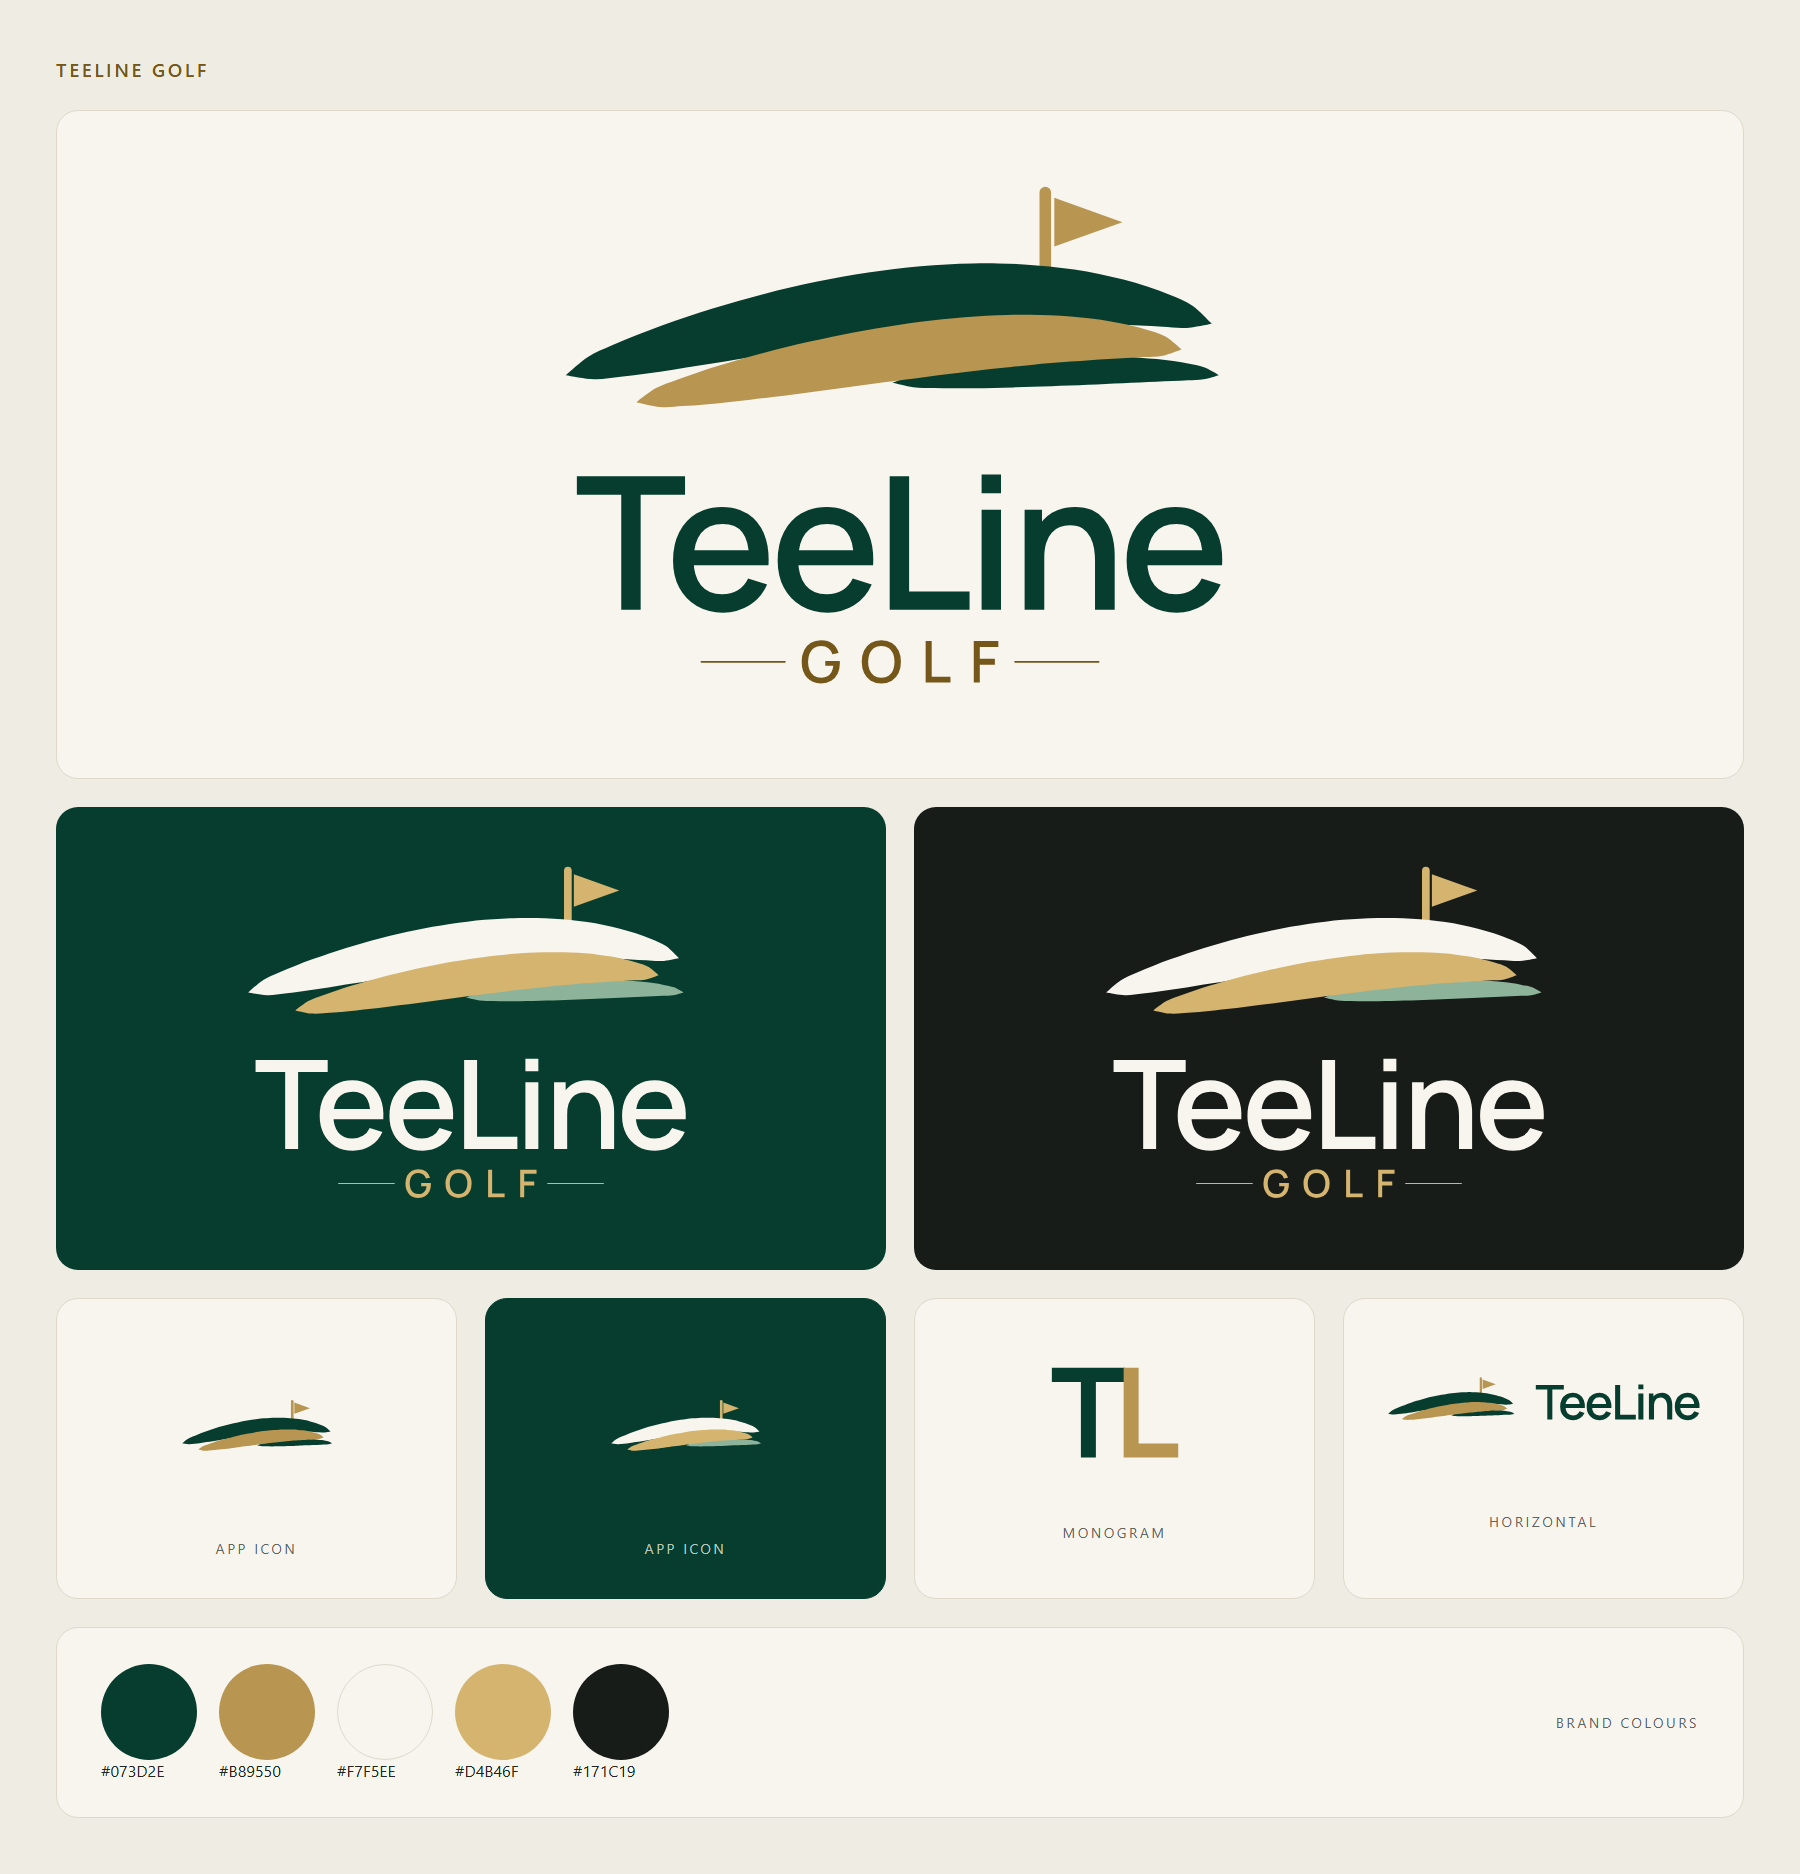 TEELINE GOLF
TeeLine
GOLF
TeeLine
GOLF
TeeLine
GOLF
APP ICON
APP ICON
TL
MONOGRAM
TeeLine
HORIZONTAL
#073D2E
#B89550
#F7F5EE
#D4B46F
#171C19
BRAND COLOURS